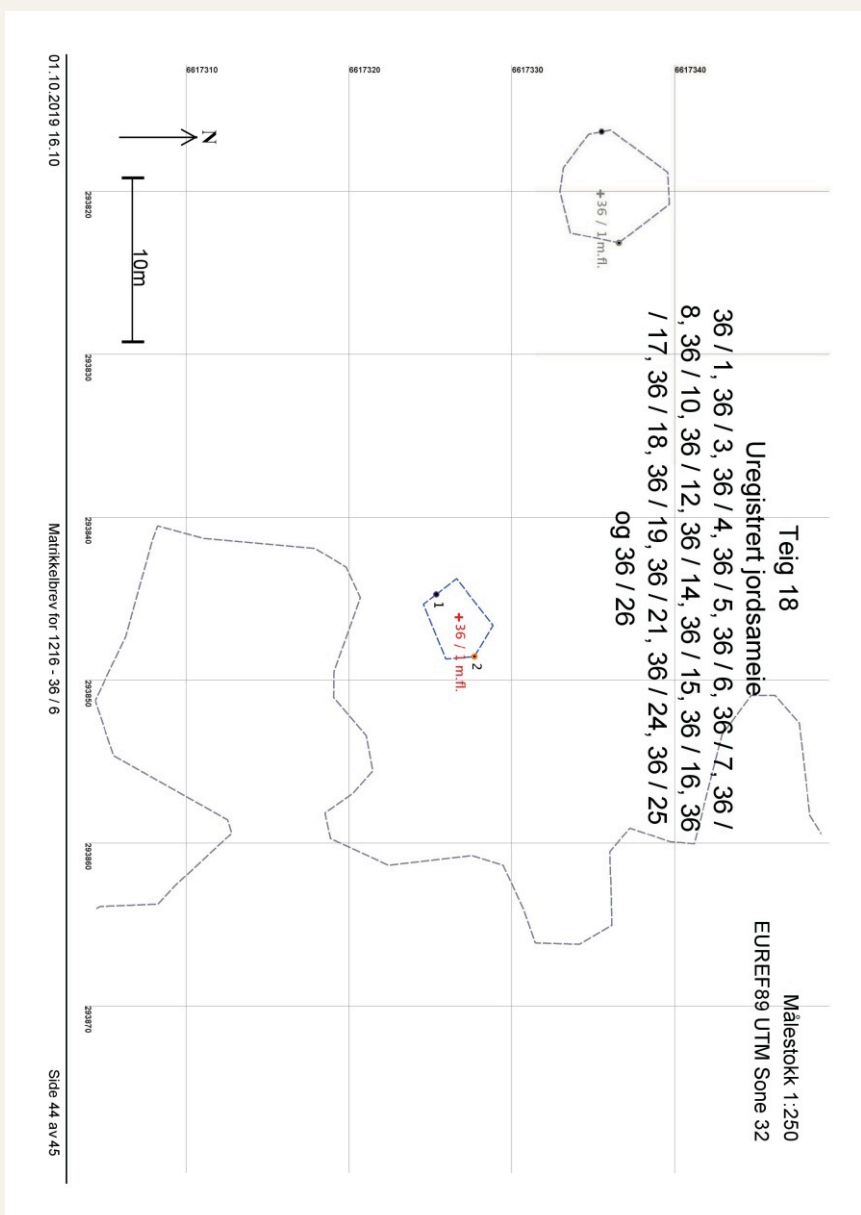 Teig 18
Uregistrert jordsameie
36 / 1, 36 / 3, 36 / 4, 36 / 5, 36 / 6, 36 / 7, 36 /
8, 36 / 10, 36 / 12, 36 / 14, 36 / 15, 36 / 16, 36
/ 17, 36 / 18, 36 / 19, 36 / 21, 36 / 24, 36 / 25
og 36 / 26
Målestokk 1:250
EUREF89 UTM Sone 32
6617340
6617330
6617320
6617310
36 / 1 m.fl.
1
2
36 / 1 m.fl.
N
10m
293820
293830
293840
293850
293860
293870
01.10.2019 16.10
Matrikkelbrev for 1216 - 36 / 6
Side 44 av 45